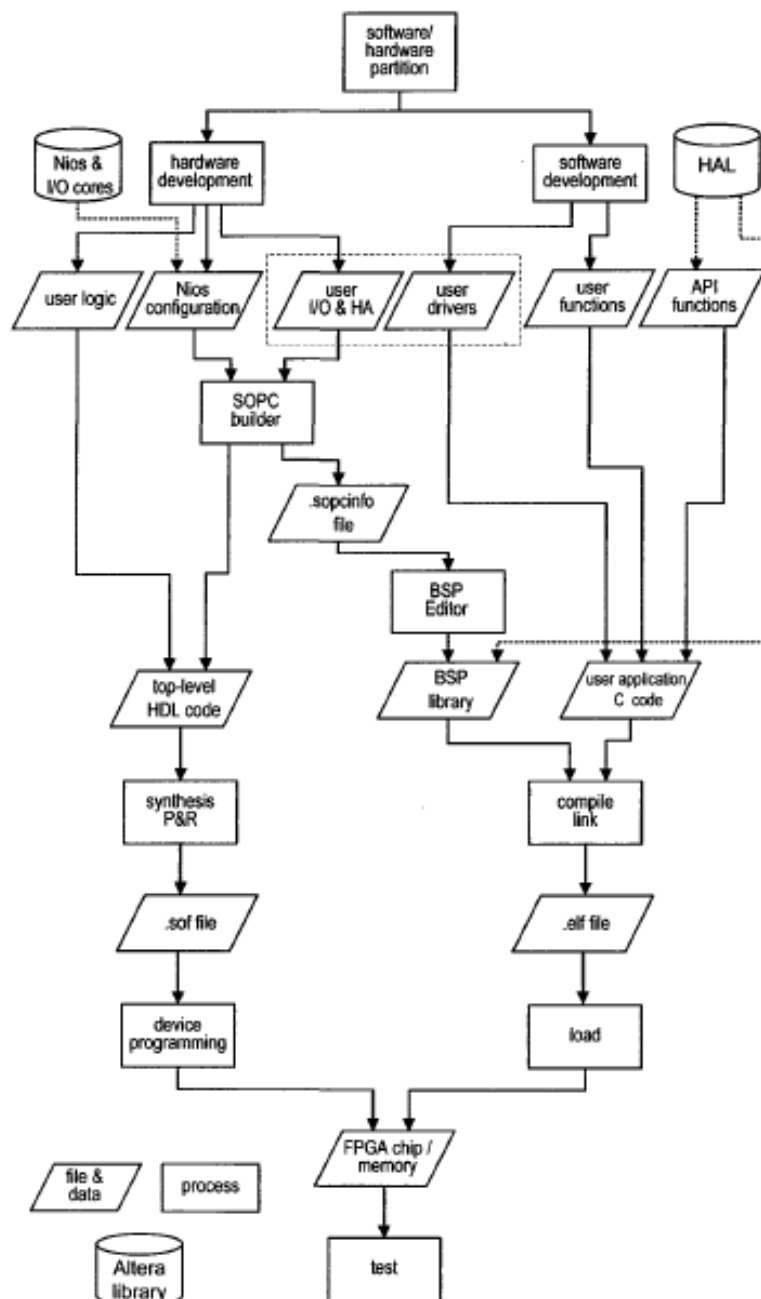 software/
hardware
partition
Nios &
I/O cores
hardware
development
software
development
HAL
user logic
Nios
configuration
user
I/O & HA
user
drivers
user
functions
API
functions
SOPC
builder
.sopcinfo
file
BSP
Editor
top-level
HDL code
BSP
library
user application
C code
synthesis
P&R
compile
link
.sof file
.elf file
device
programming
load
FPGA chip /
memory
file &
data
process
Altera
library
test